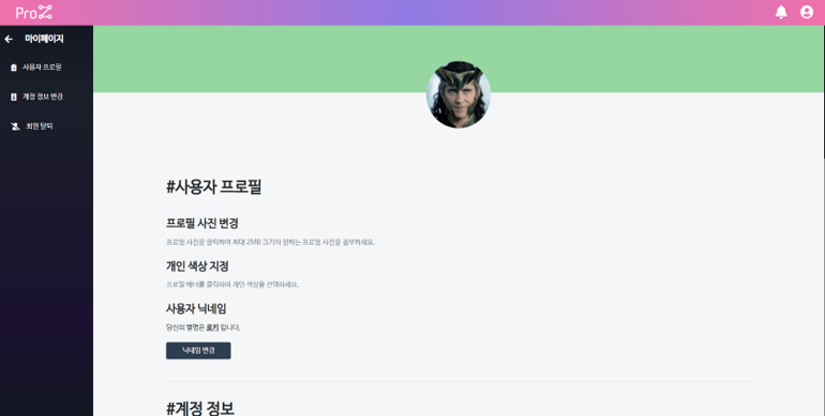 Pro
마이페이지
사용자 프로필
계정 정보 변경
회원 탈퇴
#사용자 프로필
프로필 사진 변경
프로필 사진을 클릭하여 최대 2MB 크기의 원하는 프로필 사진을 첨부하세요.
개인 색상 지정
프로필 배너를 클릭하여 개인 색상을 선택하세요.
사용자 닉네임
당신의 별명은 로키 입니다.
닉네임 변경
#계정 정보